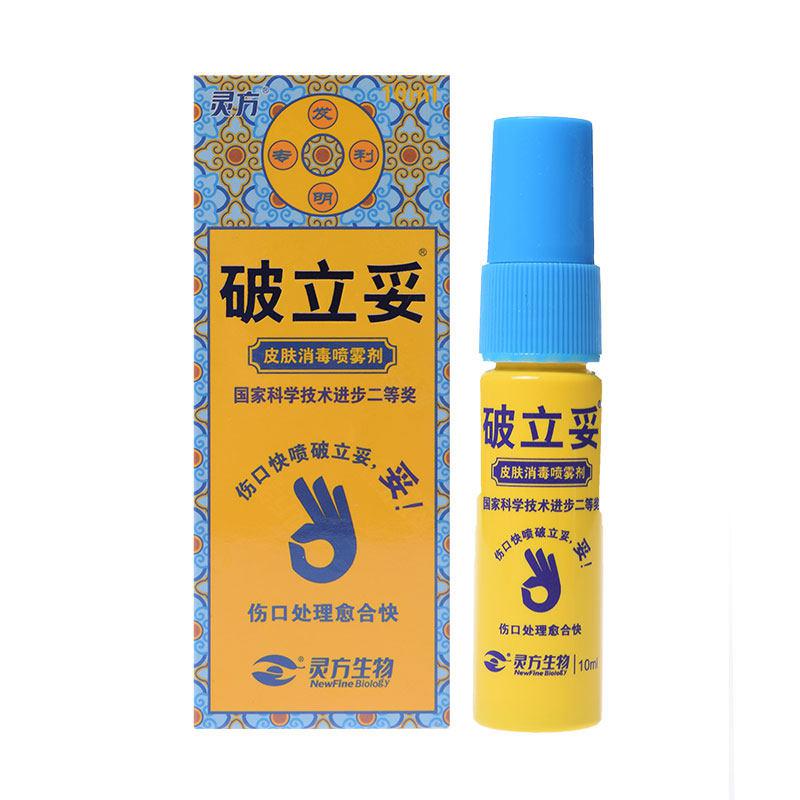 灵方®
10ml
发
专 利
明
破立妥®
皮肤消毒喷雾剂
国家科学技术进步二等奖
伤口快喷破立妥，妥！
伤口处理愈合快
®灵方生物
NewFine Biology
破立妥®
皮肤消毒喷雾剂
国家科学技术进步二等奖
伤口快喷破立妥，妥！
伤口处理愈合快
®灵方生物 | 10ml
NewFine Biology